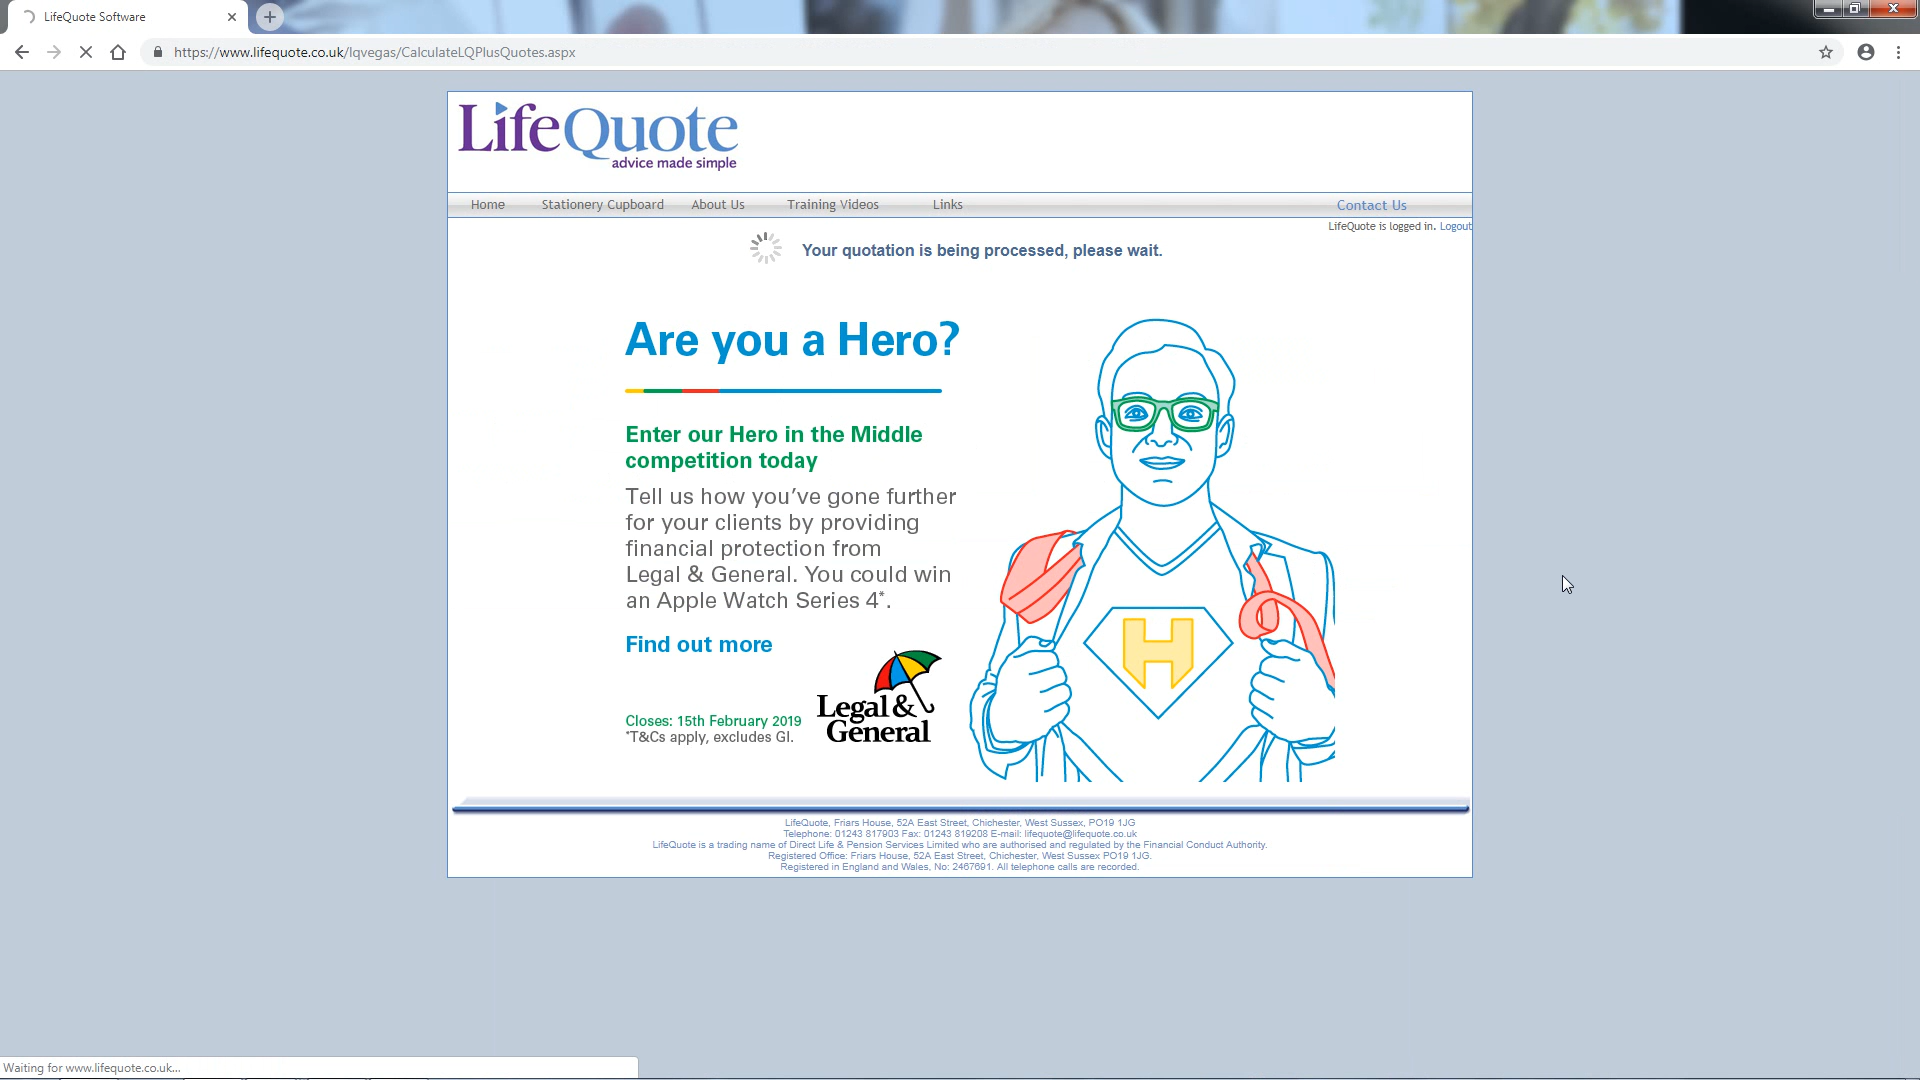 LifeQuote Software
https://www.lifequote.co.uk/lqvegas/CalculateLQPlusQuotes.aspx
LifeQuote
advice made simple
Home Stationery Cupboard About Us Training Videos Links Contact Us
LifeQuote is logged in. Logout
Your quotation is being processed, please wait.
Are you a Hero?
Enter our Hero in the Middle
competition today
Tell us how you've gone further
for your clients by providing
financial protection from
Legal & General. You could win
an Apple Watch Series 4*.
Find out more
H
Legal &
General
Closes: 15th February 2019
*T&Cs apply, excludes GI.
LifeQuote, Friars House, 52A East Street, Chichester, West Sussex, PO19 1JG
Telephone: 01243 817903 Fax: 01243 819208 E-mail: lifequote@lifequote.co.uk
LifeQuote is a trading name of Direct Life & Pension Services Limited who are authorised and regulated by the Financial Conduct Authority.
Registered Office: Friars House, 52A East Street, Chichester, West Sussex PO19 1JG.
Registered in England and Wales, No: 2467691. All telephone calls are recorded.
Waiting for www.lifequote.co.uk...